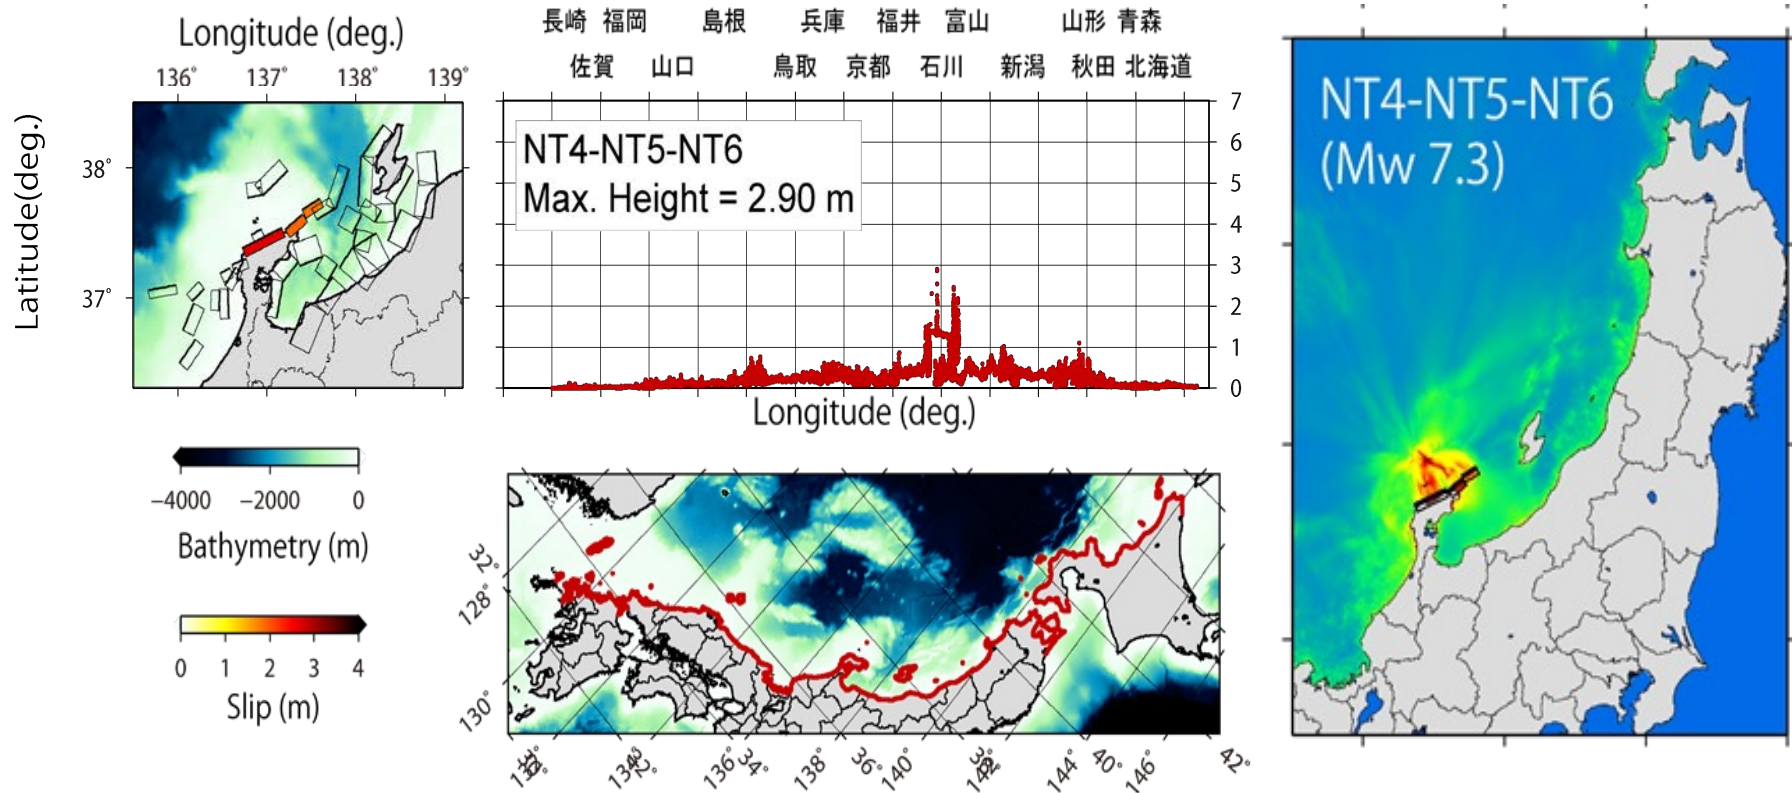 Longitude (deg.)
136° 137° 138° 139°
Latitude(deg.)
38°
37°
−4000 −2000 0
Bathymetry (m)
0 1 2 3 4
Slip (m)
長崎 福岡 島根 兵庫 福井 富山 山形 青森
佐賀 山口 鳥取 京都 石川 新潟 秋田 北海道
NT4-NT5-NT6
Max. Height = 2.90 m
7
6
5
4
3
2
1
0
Longitude (deg.)
32°
128°
130°
136° 34° 138° 36° 140° 144° 40° 146° 42°
NT4-NT5-NT6
(Mw 7.3)